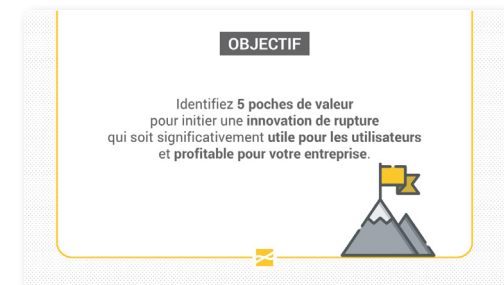 OBJECTIF
Identifiez 5 poches de valeur
pour initier une innovation de rupture
qui soit significativement utile pour les utilisateurs
et profitable pour votre entreprise.